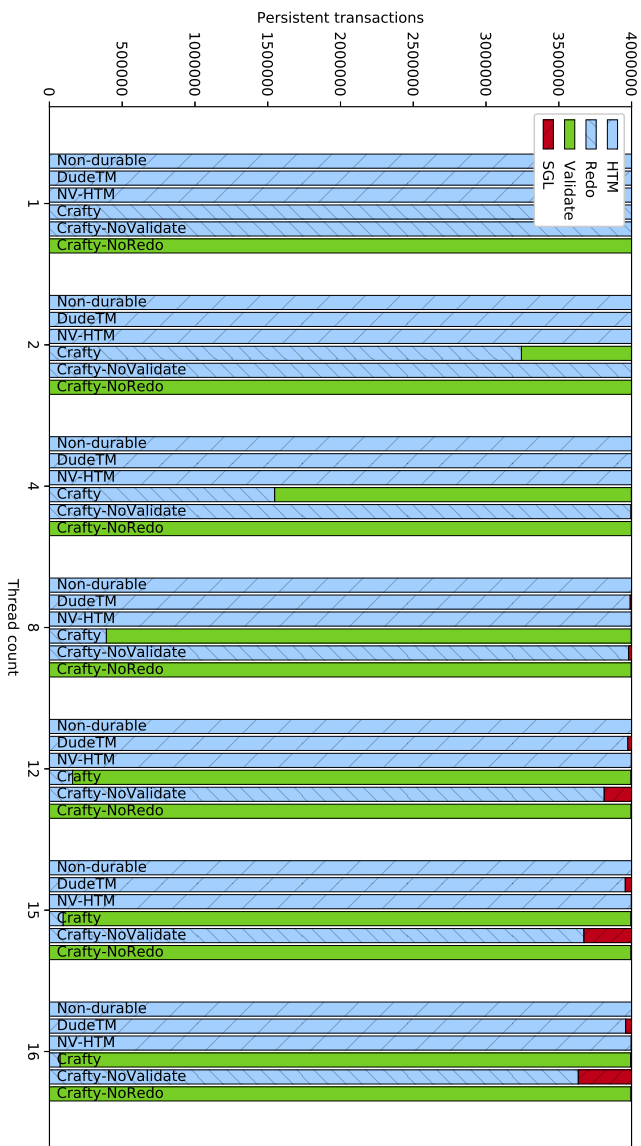 Persistent transactions
0
500000
1000000
1500000
2000000
2500000
3000000
3500000
4000000
HTM
Redo
Validate
SGL
Non-durable
DudeTM
NV-HTM
Crafty
Crafty-NoValidate
Crafty-NoRedo
1
Non-durable
DudeTM
NV-HTM
Crafty
Crafty-NoValidate
Crafty-NoRedo
2
Non-durable
DudeTM
NV-HTM
Crafty
Crafty-NoValidate
Crafty-NoRedo
4
Non-durable
DudeTM
NV-HTM
Crafty
Crafty-NoValidate
Crafty-NoRedo
8
Non-durable
DudeTM
NV-HTM
Crafty
Crafty-NoValidate
Crafty-NoRedo
12
Non-durable
DudeTM
NV-HTM
Crafty
Crafty-NoValidate
Crafty-NoRedo
15
Non-durable
DudeTM
NV-HTM
Crafty
Crafty-NoValidate
Crafty-NoRedo
16
Thread count